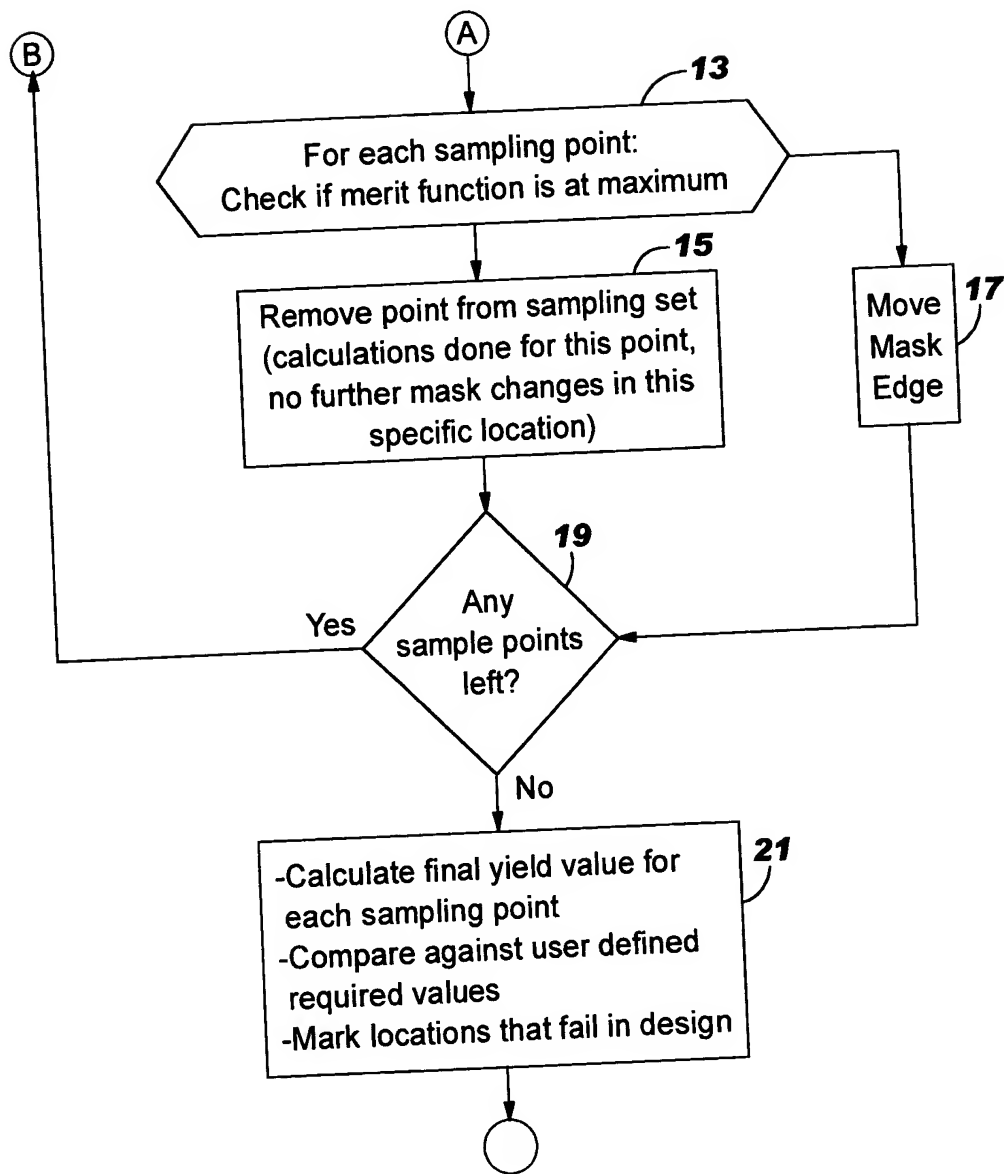 B
A
13
For each sampling point:
Check if merit function is at maximum
15
Remove point from sampling set
(calculations done for this point,
no further mask changes in this
specific location)
17
Move
Mask
Edge
19
Any
sample points
left?
Yes
No
21
-Calculate final yield value for
each sampling point
-Compare against user defined
required values
-Mark locations that fail in design